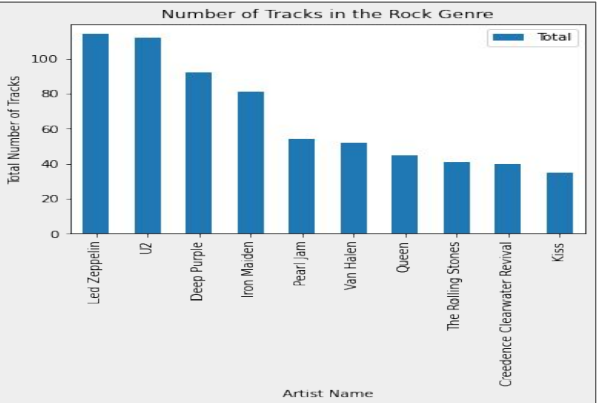 Number of Tracks in the Rock Genre
Total
Total Number of Tracks
100
80
60
40
20
0
Led Zeppelin
U2
Deep Purple
Iron Maiden
Pearl Jam
Van Halen
Queen
The Rolling Stones
Creedence Clearwater Revival
Kiss
Artist Name